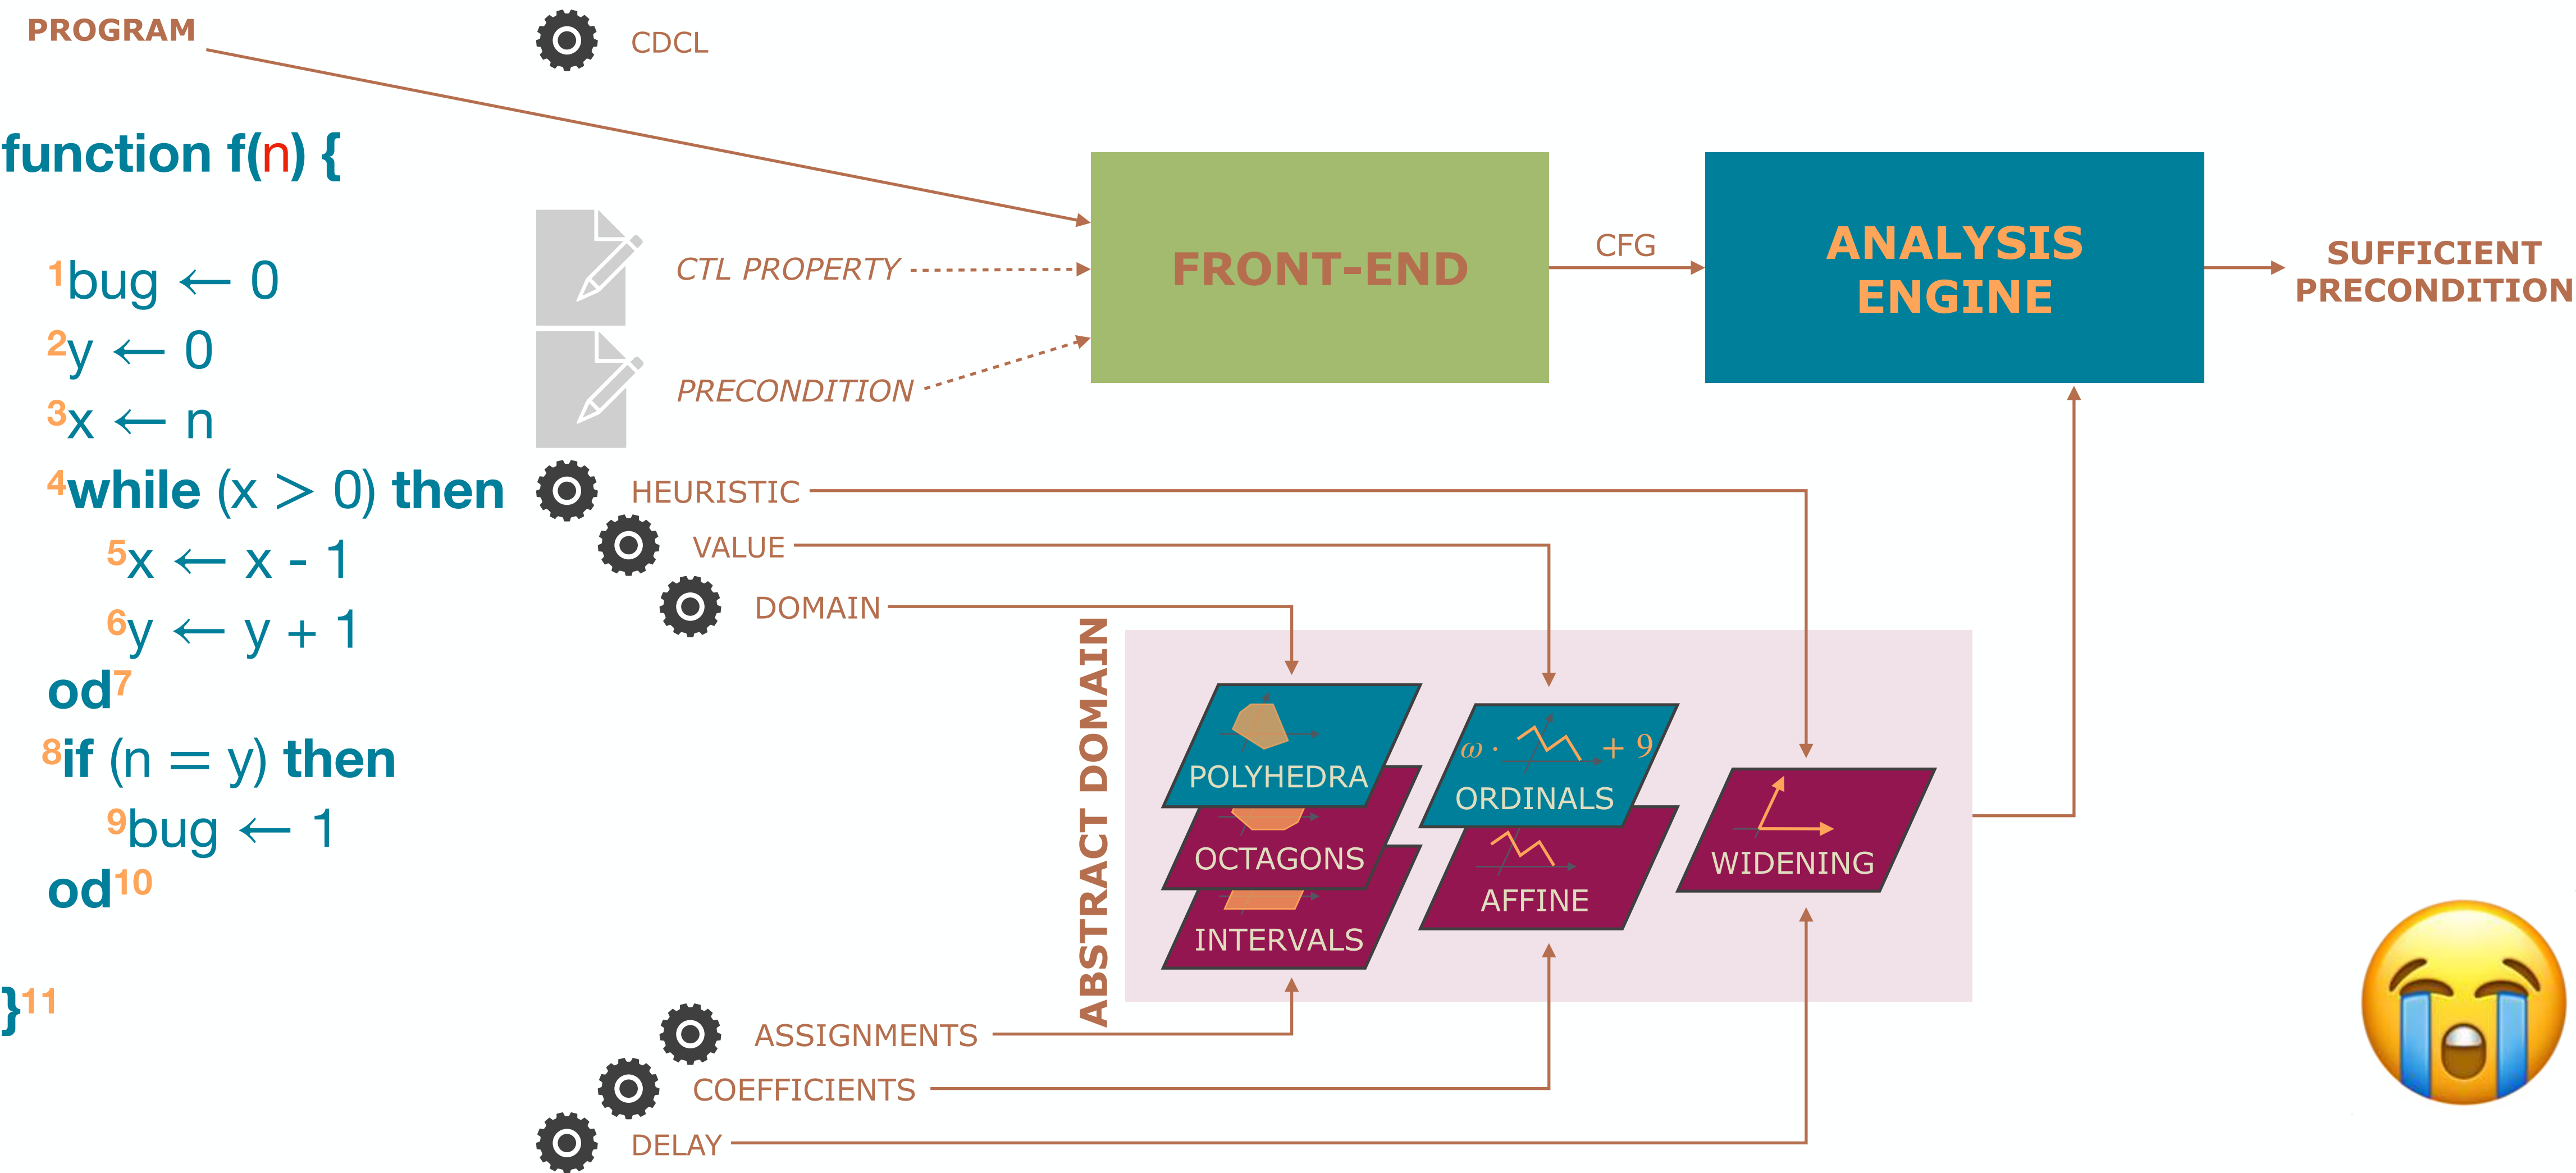 PROGRAM
CDCL
function f(n) {
1bug ← 0
2y ← 0
3x ← n
4while (x > 0) then
5x ← x - 1
6y ← y + 1
od7
8if (n = y) then
9bug ← 1
od10
}11
CTL PROPERTY
PRECONDITION
FRONT-END
CFG
ANALYSIS
ENGINE
SUFFICIENT
PRECONDITION
HEURISTIC
VALUE
DOMAIN
ABSTRACT DOMAIN
POLYHEDRA
OCTAGONS
INTERVALS
ω · + 9
ORDINALS
AFFINE
WIDENING
ASSIGNMENTS
COEFFICIENTS
DELAY